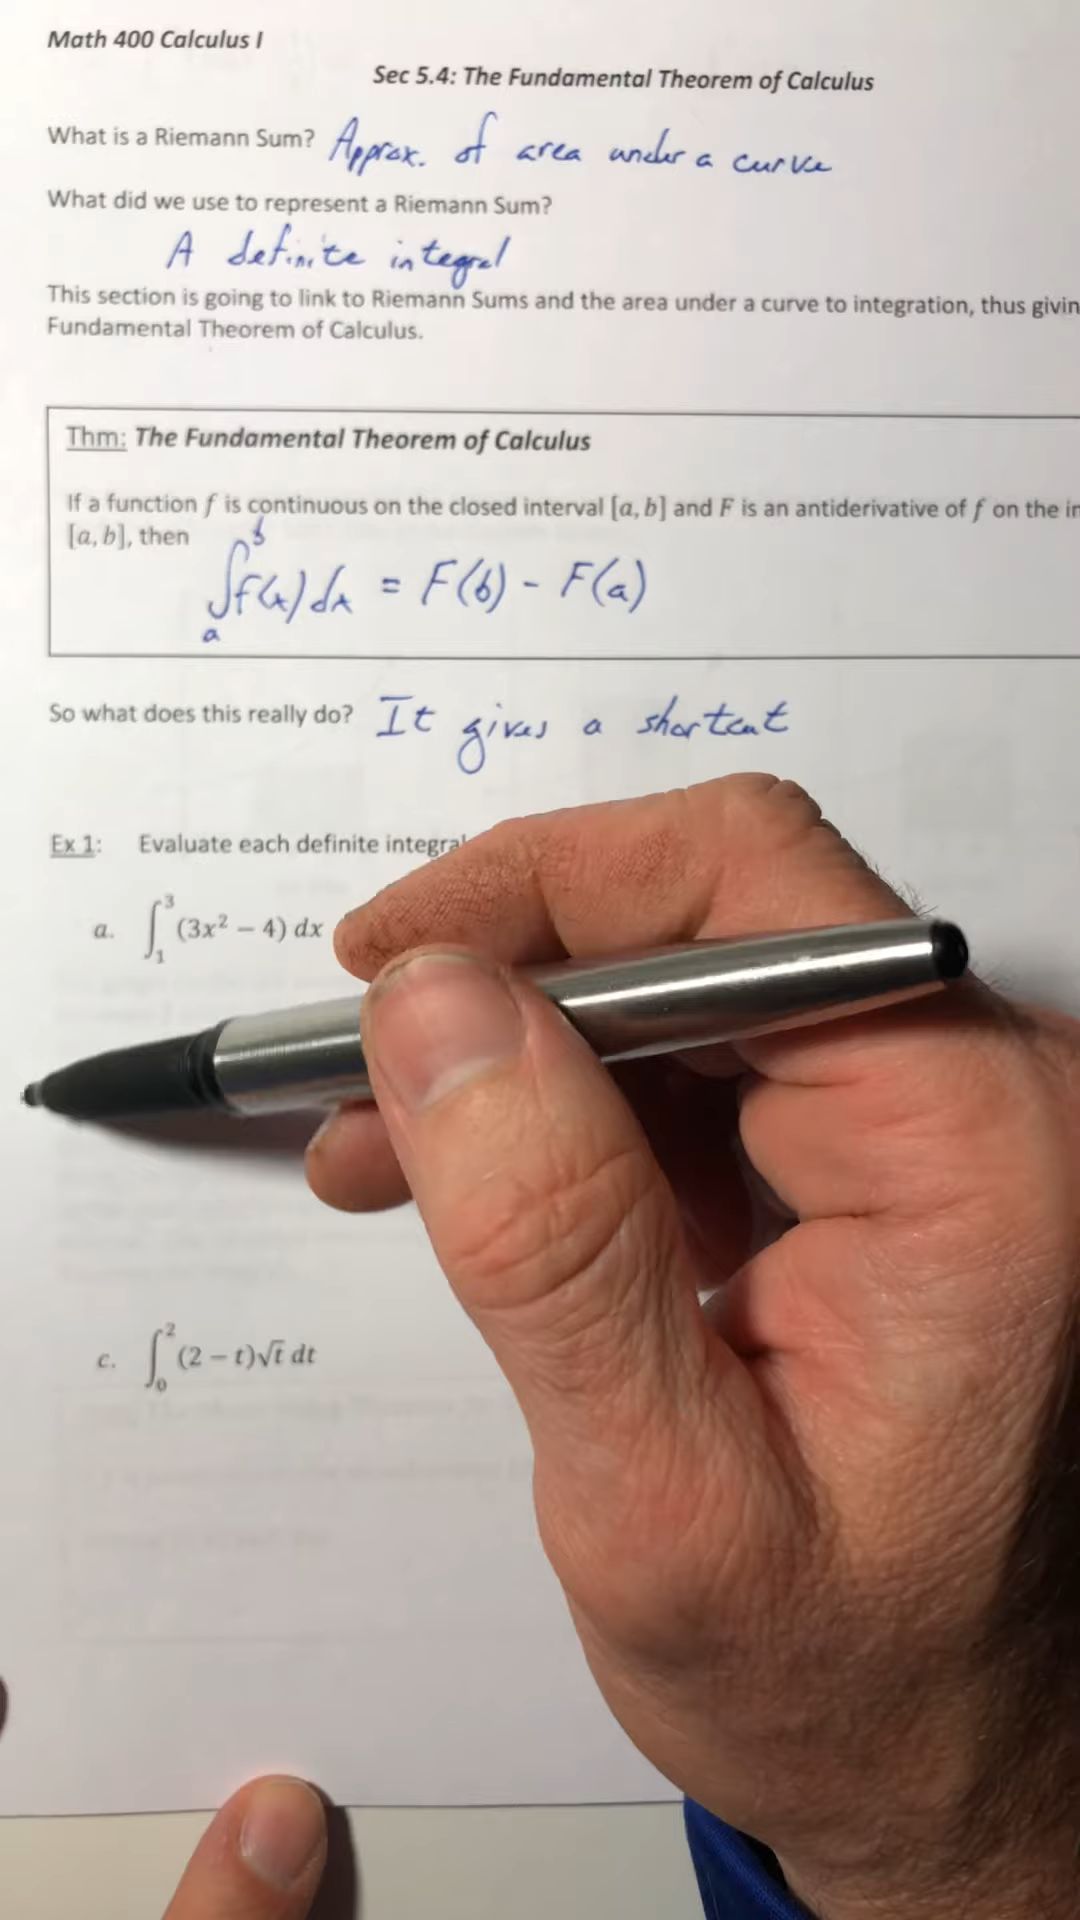 Math 400 Calculus I
Sec 5.4: The Fundamental Theorem of Calculus
What is a Riemann Sum? Approx. of area under a curve
What did we use to represent a Riemann Sum?
A definite integral
This section is going to link to Riemann Sums and the area under a curve to integration, thus givin
Fundamental Theorem of Calculus.
Thm: The Fundamental Theorem of Calculus
If a function f is continuous on the closed interval [a, b] and F is an antiderivative of f on the in
[a, b], then
∫_a^b f(x) dx = F(b) - F(a)
So what does this really do? It gives a shortcut
Ex 1: Evaluate each definite integral
a. ∫_1^3 (3x² − 4) dx
c. ∫_0^2 (2 − t)√t dt